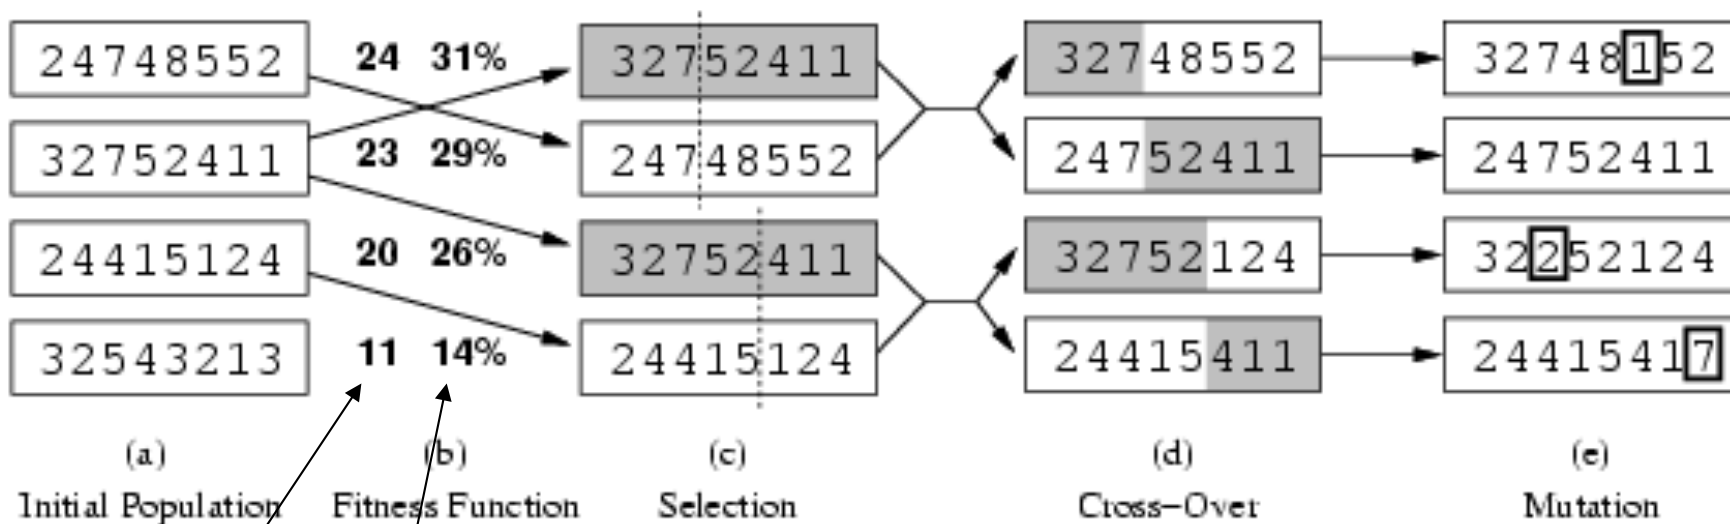 24748552 24 31% 32752411 32748552 32748152
32752411 23 29% 24748552 24752411 24752411
24415124 20 26% 32752411 32752124 32252124
32543213 11 14% 24415124 24415411 24415417
(a) (b) (c) (d) (e)
Initial Population Fitness Function Selection Cross-Over Mutation